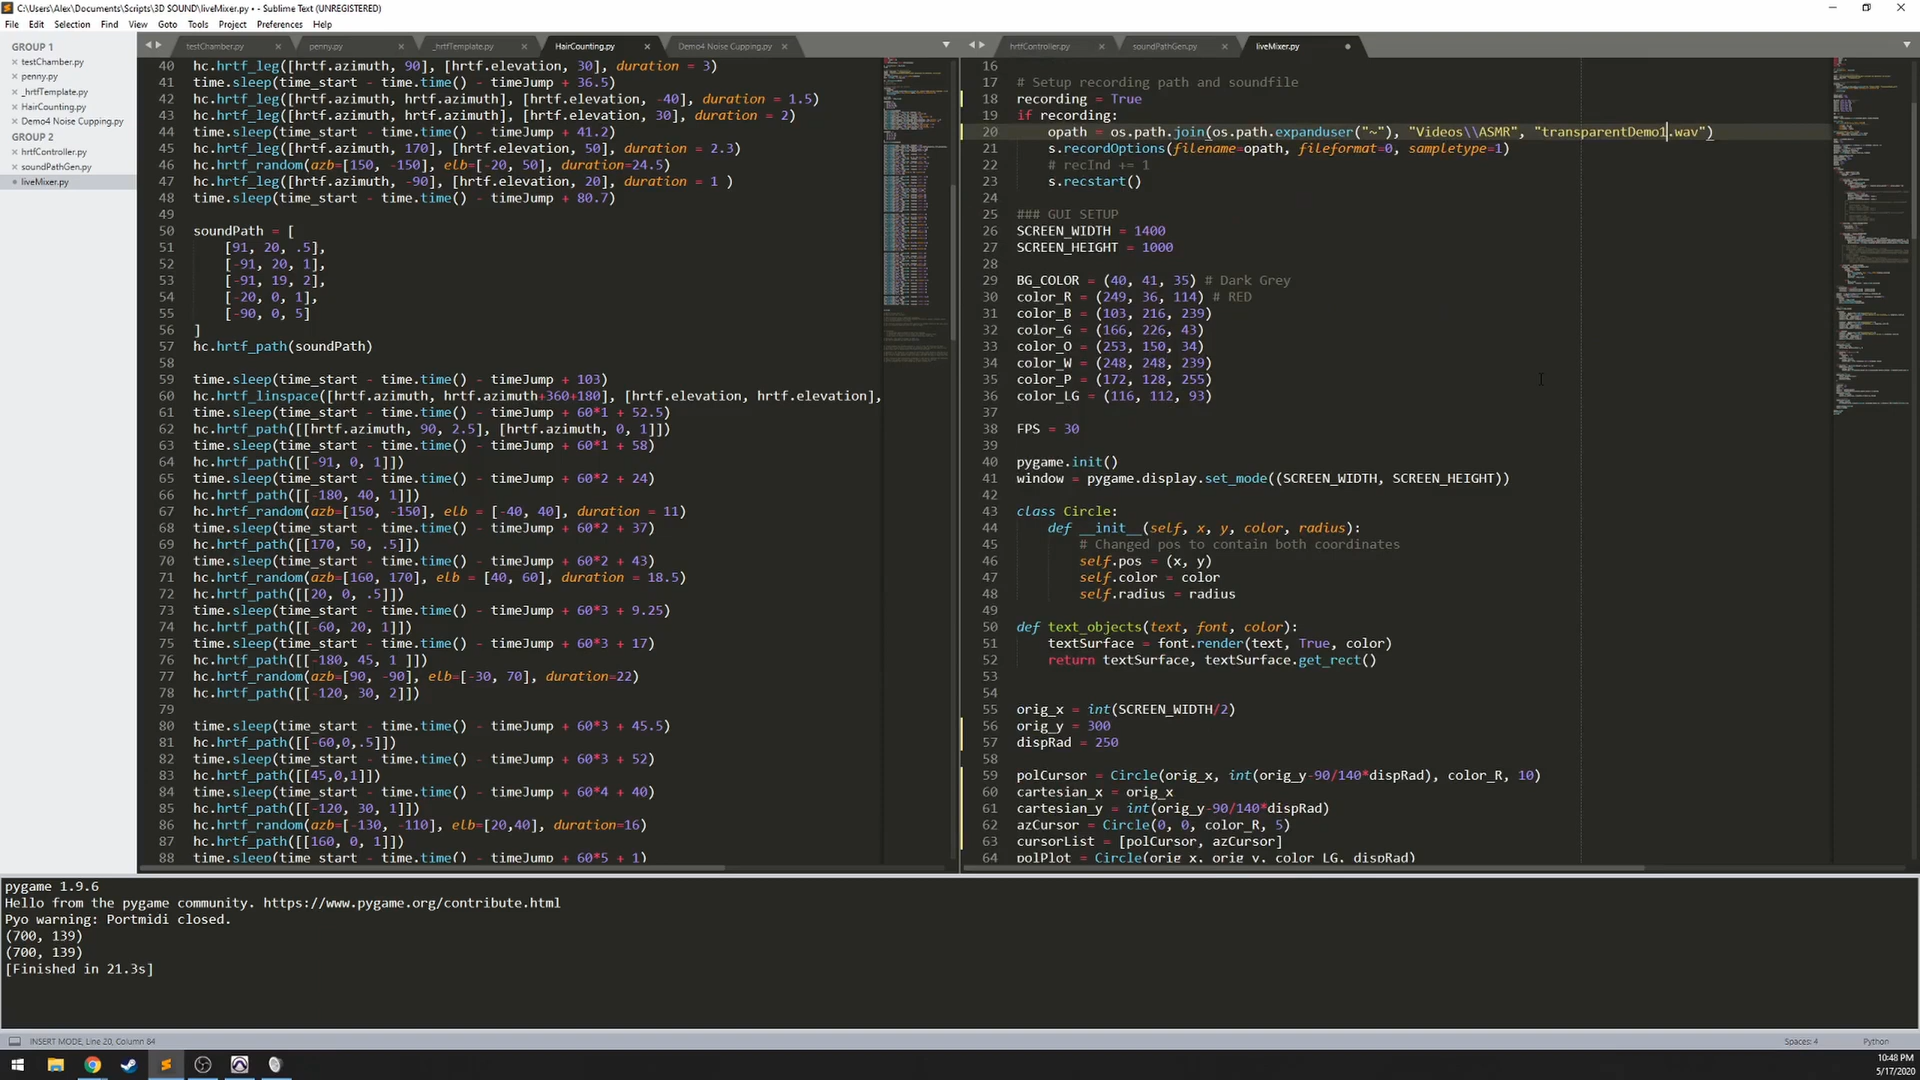 C:\Users\Alex\Documents\Scripts\3D SOUND\liveMixer.py • - Sublime Text (UNREGISTERED)
File Edit Selection Find View Goto Tools Project Preferences Help
GROUP 1
testChamber.py
penny.py
_hrtfTemplate.py
HairCounting.py
Demo4 Noise Cupping.py
GROUP 2
hrtfController.py
soundPathGen.py
liveMixer.py
testChamber.py penny.py _hrtfTemplate.py HairCounting.py Demo4 Noise Cupping.py
40 hc.hrtf_leg([hrtf.azimuth, 90], [hrtf.elevation, 30], duration = 3)
41 time.sleep(time_start - time.time() - timeJump + 36.5)
42 hc.hrtf_leg([hrtf.azimuth, hrtf.azimuth], [hrtf.elevation, -40], duration = 1.5)
43 hc.hrtf_leg([hrtf.azimuth, hrtf.azimuth], [hrtf.elevation, 30], duration = 2)
44 time.sleep(time_start - time.time() - timeJump + 41.2)
45 hc.hrtf_leg([hrtf.azimuth, 170], [hrtf.elevation, 50], duration = 2.3)
46 hc.hrtf_random(azb=[150, -150], elb=[-20, 50], duration=24.5)
47 hc.hrtf_leg([hrtf.azimuth, -90], [hrtf.elevation, 20], duration = 1 )
48 time.sleep(time_start - time.time() - timeJump + 80.7)
49
50 soundPath = [
51 [91, 20, .5],
52 [-91, 20, 1],
53 [-91, 19, 2],
54 [-20, 0, 1],
55 [-90, 0, 5]
56 ]
57 hc.hrtf_path(soundPath)
58
59 time.sleep(time_start - time.time() - timeJump + 103)
60 hc.hrtf_linspace([hrtf.azimuth, hrtf.azimuth+360+180], [hrtf.elevation, hrtf.elevation],
61 time.sleep(time_start - time.time() - timeJump + 60*1 + 52.5)
62 hc.hrtf_path([[hrtf.azimuth, 90, 2.5], [hrtf.azimuth, 0, 1]])
63 time.sleep(time_start - time.time() - timeJump + 60*1 + 58)
64 hc.hrtf_path([[-91, 0, 1]])
65 time.sleep(time_start - time.time() - timeJump + 60*2 + 24)
66 hc.hrtf_path([[-180, 40, 1]])
67 hc.hrtf_random(azb=[150, -150], elb = [-40, 40], duration = 11)
68 time.sleep(time_start - time.time() - timeJump + 60*2 + 37)
69 hc.hrtf_path([[170, 50, .5]])
70 time.sleep(time_start - time.time() - timeJump + 60*2 + 43)
71 hc.hrtf_random(azb=[160, 170], elb = [40, 60], duration = 18.5)
72 hc.hrtf_path([[20, 0, .5]])
73 time.sleep(time_start - time.time() - timeJump + 60*3 + 9.25)
74 hc.hrtf_path([[-60, 20, 1]])
75 time.sleep(time_start - time.time() - timeJump + 60*3 + 17)
76 hc.hrtf_path([[-180, 45, 1 ]])
77 hc.hrtf_random(azb=[90, -90], elb=[-30, 70], duration=22)
78 hc.hrtf_path([[-120, 30, 2]])
79
80 time.sleep(time_start - time.time() - timeJump + 60*3 + 45.5)
81 hc.hrtf_path([[-60,0,.5]])
82 time.sleep(time_start - time.time() - timeJump + 60*3 + 52)
83 hc.hrtf_path([[45,0,1]])
84 time.sleep(time_start - time.time() - timeJump + 60*4 + 40)
85 hc.hrtf_path([[-120, 30, 1]])
86 hc.hrtf_random(azb=[-130, -110], elb=[20,40], duration=16)
87 hc.hrtf_path([[160, 0, 1]])
88 time.sleep(time_start - time.time() - timeJump + 60*5 + 1)
hrtfController.py soundPathGen.py liveMixer.py
16
17 # Setup recording path and soundfile
18 recording = True
19 if recording:
20 opath = os.path.join(os.path.expanduser("~"), "Videos\\ASMR", "transparentDemo1.wav")
21 s.recordOptions(filename=opath, fileformat=0, sampletype=1)
22 # recInd += 1
23 s.recstart()
24
25 ### GUI SETUP
26 SCREEN_WIDTH = 1400
27 SCREEN_HEIGHT = 1000
28
29 BG_COLOR = (40, 41, 35) # Dark Grey
30 color_R = (249, 36, 114) # RED
31 color_B = (103, 216, 239)
32 color_G = (166, 226, 43)
33 color_O = (253, 150, 34)
34 color_W = (248, 248, 239)
35 color_P = (172, 128, 255)
36 color_LG = (116, 112, 93)
37
38 FPS = 30
39
40 pygame.init()
41 window = pygame.display.set_mode((SCREEN_WIDTH, SCREEN_HEIGHT))
42
43 class Circle:
44 def __init__(self, x, y, color, radius):
45 # Changed pos to contain both coordinates
46 self.pos = (x, y)
47 self.color = color
48 self.radius = radius
49
50 def text_objects(text, font, color):
51 textSurface = font.render(text, True, color)
52 return textSurface, textSurface.get_rect()
53
54
55 orig_x = int(SCREEN_WIDTH/2)
56 orig_y = 300
57 dispRad = 250
58
59 polCursor = Circle(orig_x, int(orig_y-90/140*dispRad), color_R, 10)
60 cartesian_x = orig_x
61 cartesian_y = int(orig_y-90/140*dispRad)
62 azCursor = Circle(0, 0, color_R, 5)
63 cursorList = [polCursor, azCursor]
64 polPlot = Circle(orig_x, orig_y, color_LG, dispRad)
pygame 1.9.6
Hello from the pygame community. https://www.pygame.org/contribute.html
Pyo warning: Portmidi closed.
(700, 139)
(700, 139)
[Finished in 21.3s]
INSERT MODE, Line 20, Column 84 Spaces: 4 Python
10:48 PM
5/17/2020